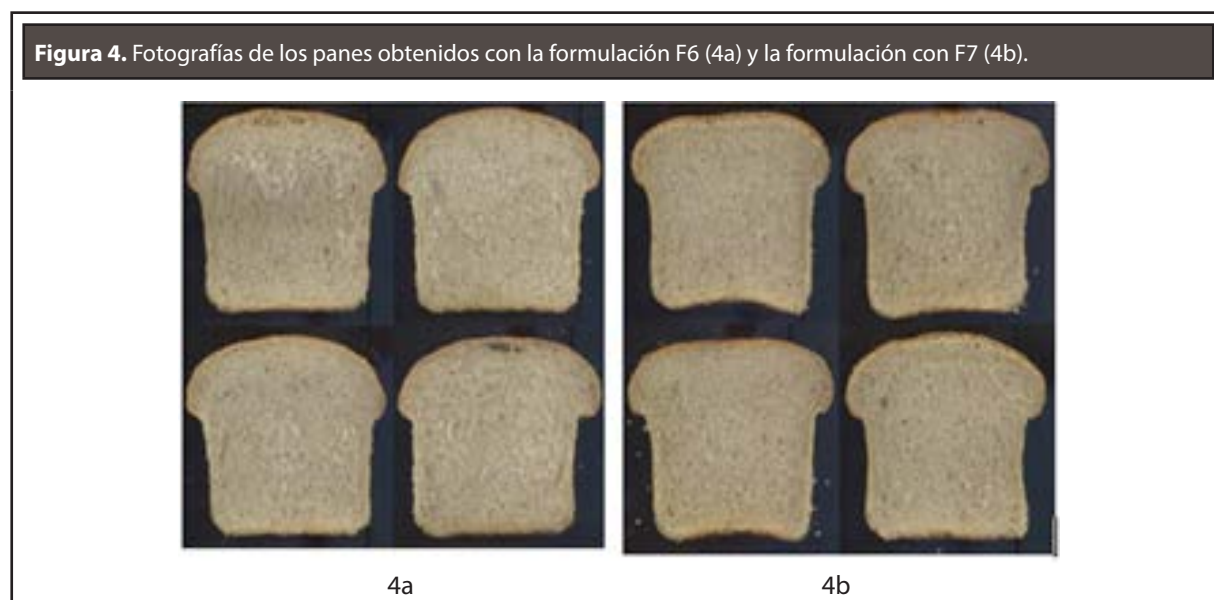 Figura 4. Fotografías de los panes obtenidos con la formulación F6 (4a) y la formulación con F7 (4b).
4a
4b